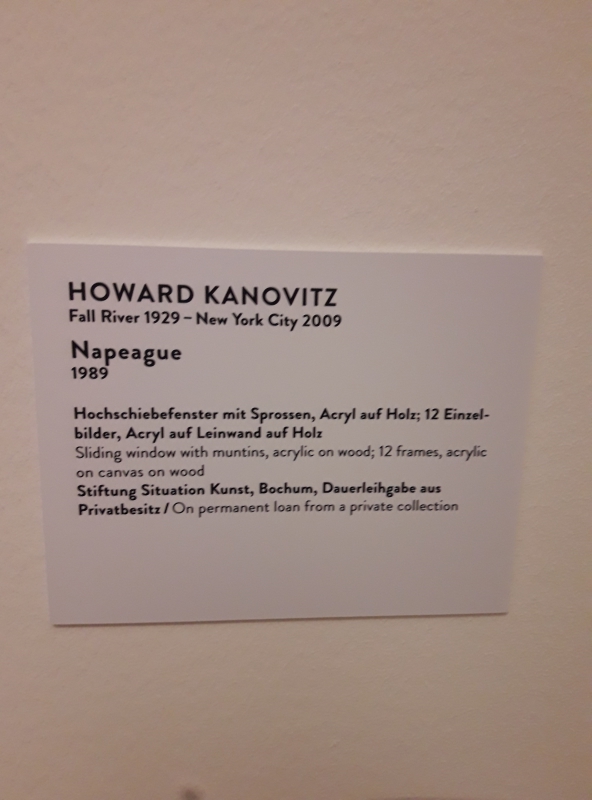 HOWARD KANOVITZ
Fall River 1929 – New York City 2009
Napeague
1989
Hochschiebefenster mit Sprossen, Acryl auf Holz; 12 Einzel-
bilder, Acryl auf Leinwand auf Holz
Sliding window with muntins, acrylic on wood; 12 frames, acrylic
on canvas on wood
Stiftung Situation Kunst, Bochum, Dauerleihgabe aus
Privatbesitz / On permanent loan from a private collection